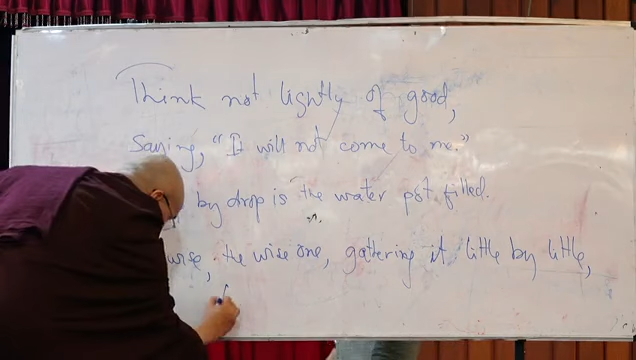 Think not lightly of good,
Saying, "It will not come to me."
by drop is the water pot filled.
wise, the wise one, gathering it little by little,